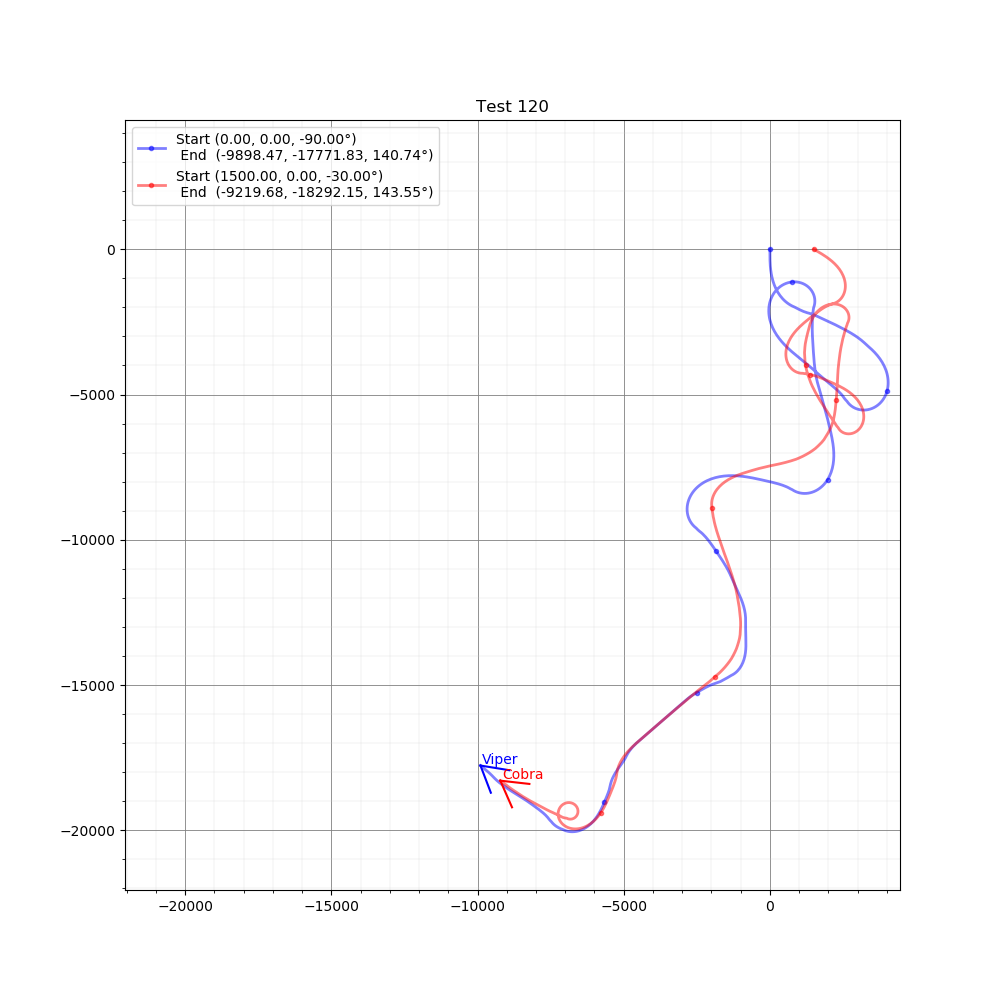 Test 120
Start (0.00, 0.00, -90.00°)
End  (-9898.47, -17771.83, 140.74°)
Start (1500.00, 0.00, -30.00°)
End  (-9219.68, -18292.15, 143.55°)
0
−5000
−10000
−15000
−20000
Viper
Cobra
−20000
−15000
−10000
−5000
0